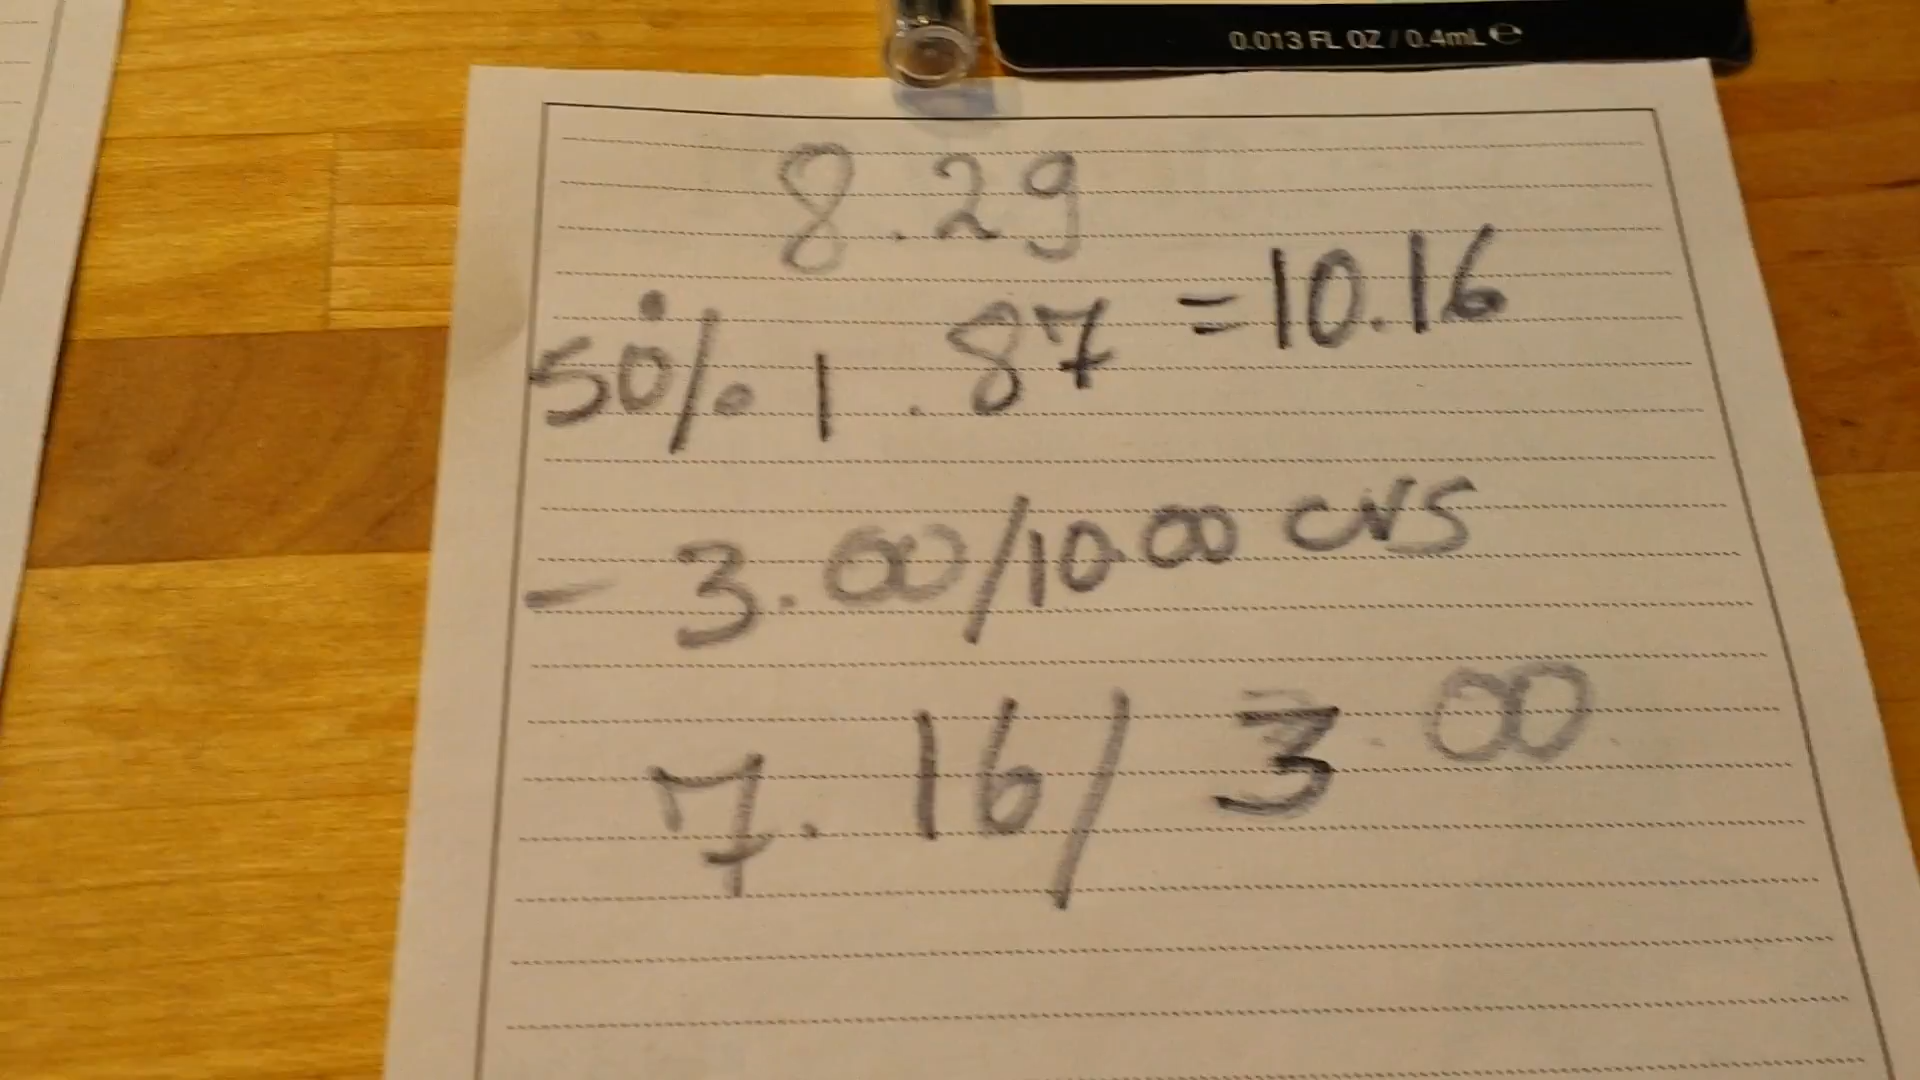 0.013 FL OZ / 0.4mL ℮
8.29
50% 1.87 = 10.16
- 3.00/10.00 CVS
7.16/3.00